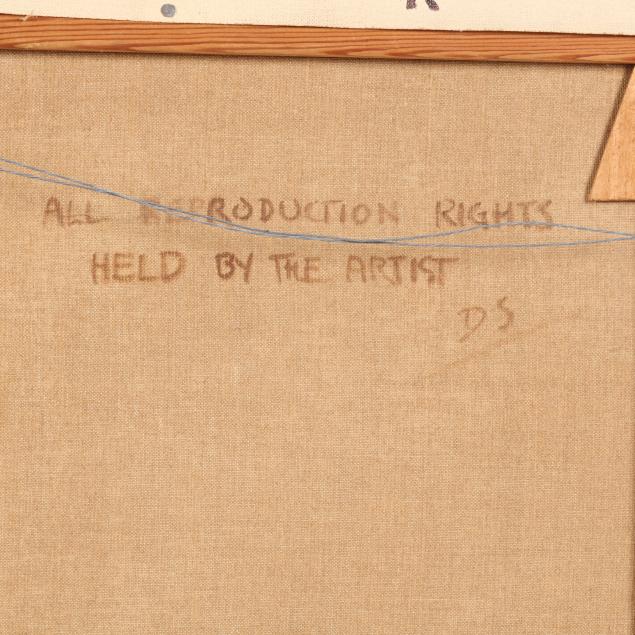 ALL REPRODUCTION RIGHTS
HELD BY THE ARTIST
DS